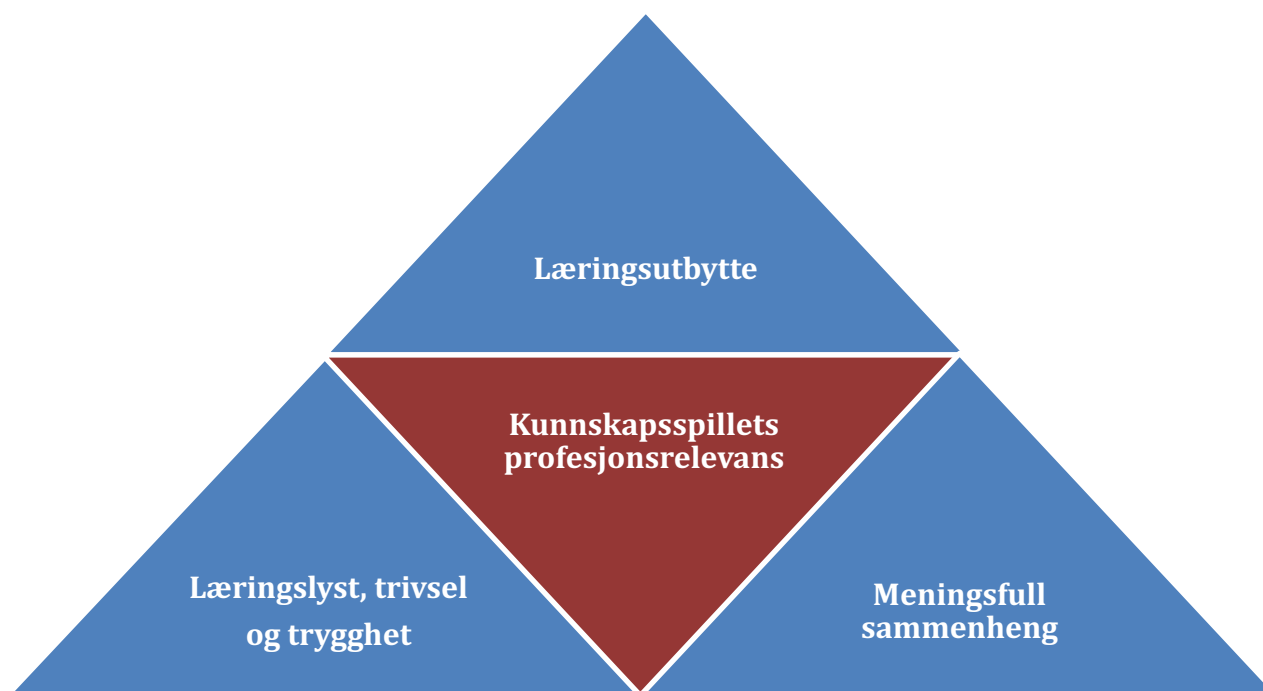 Læringsutbytte
Kunnskapsspillets
profesjonsrelevans
Læringslyst, trivsel
og trygghet
Meningsfull
sammenheng